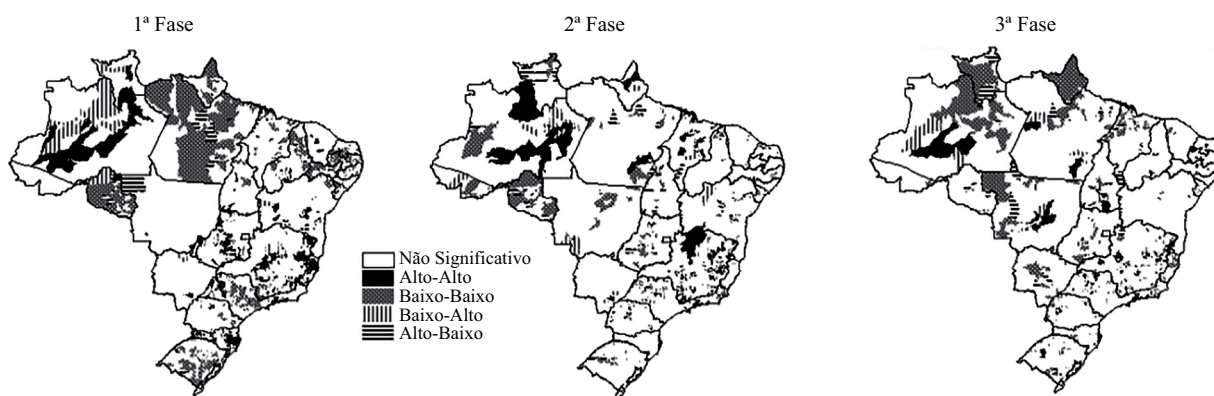 1ª Fase
2ª Fase
3ª Fase
Não Significativo
Alto-Alto
Baixo-Baixo
Baixo-Alto
Alto-Baixo